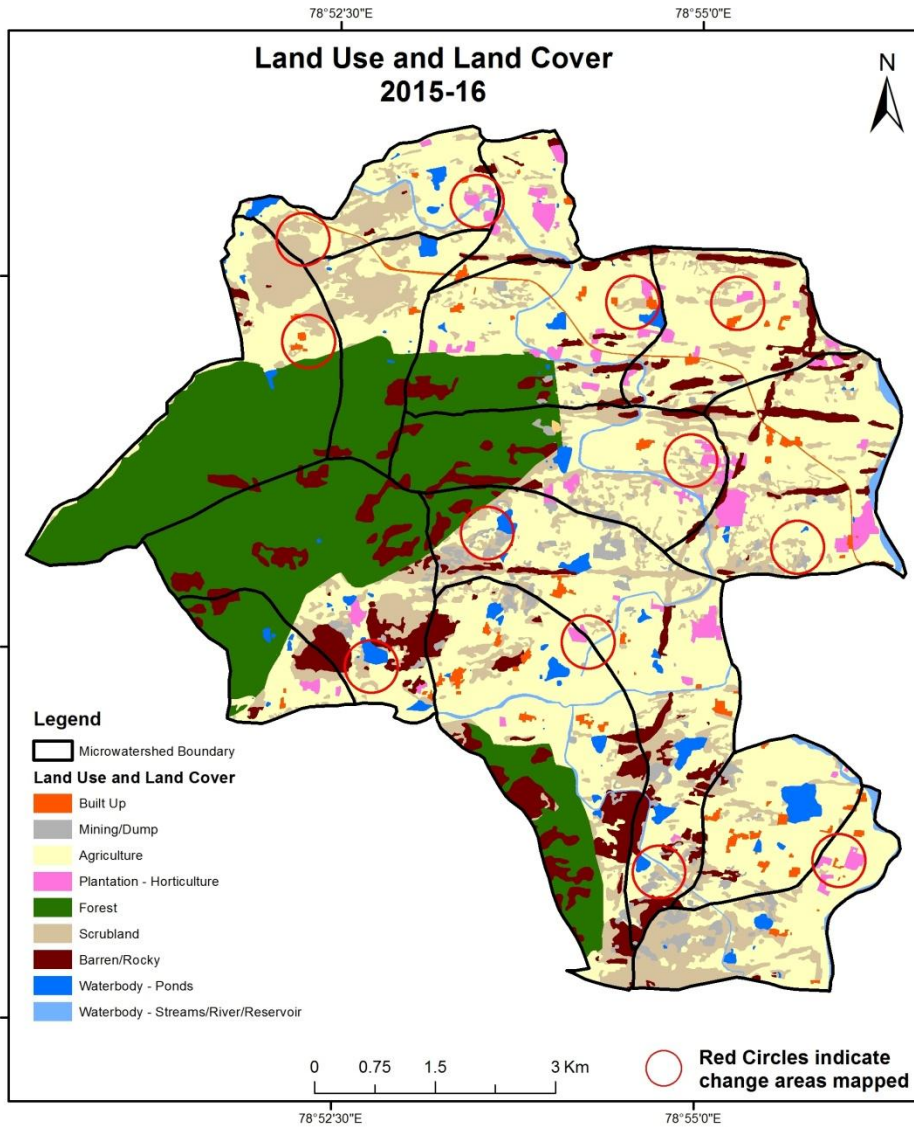 78°52'30"E 78°55'0"E
Land Use and Land Cover
2015-16
N
Legend
Microwatershed Boundary
Land Use and Land Cover
Built Up
Mining/Dump
Agriculture
Plantation - Horticulture
Forest
Scrubland
Barren/Rocky
Waterbody - Ponds
Waterbody - Streams/River/Reservoir
0 0.75 1.5 3 Km
Red Circles indicate
change areas mapped
78°52'30"E 78°55'0"E